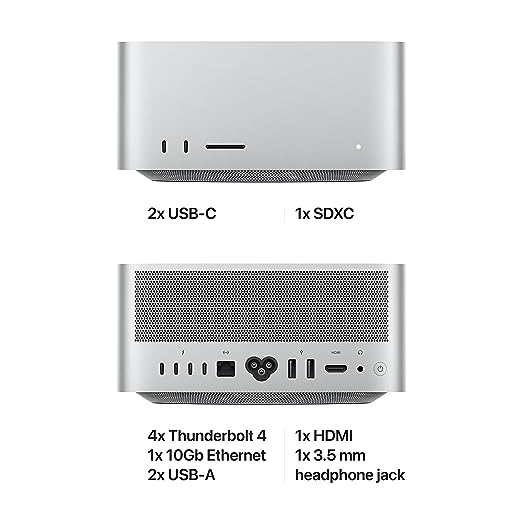 2x USB-C
1x SDXC
HDMI
4x Thunderbolt 4
1x 10Gb Ethernet
2x USB-A
1x HDMI
1x 3.5 mm
headphone jack